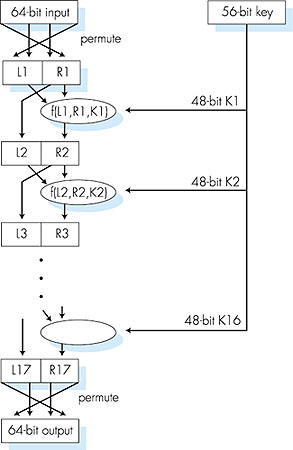 64-bit input
56-bit key
permute
L1 R1
f(L1,R1,K1)
48-bit K1
L2 R2
f(L2,R2,K2)
48-bit K2
L3 R3
48-bit K16
L17 R17
permute
64-bit output